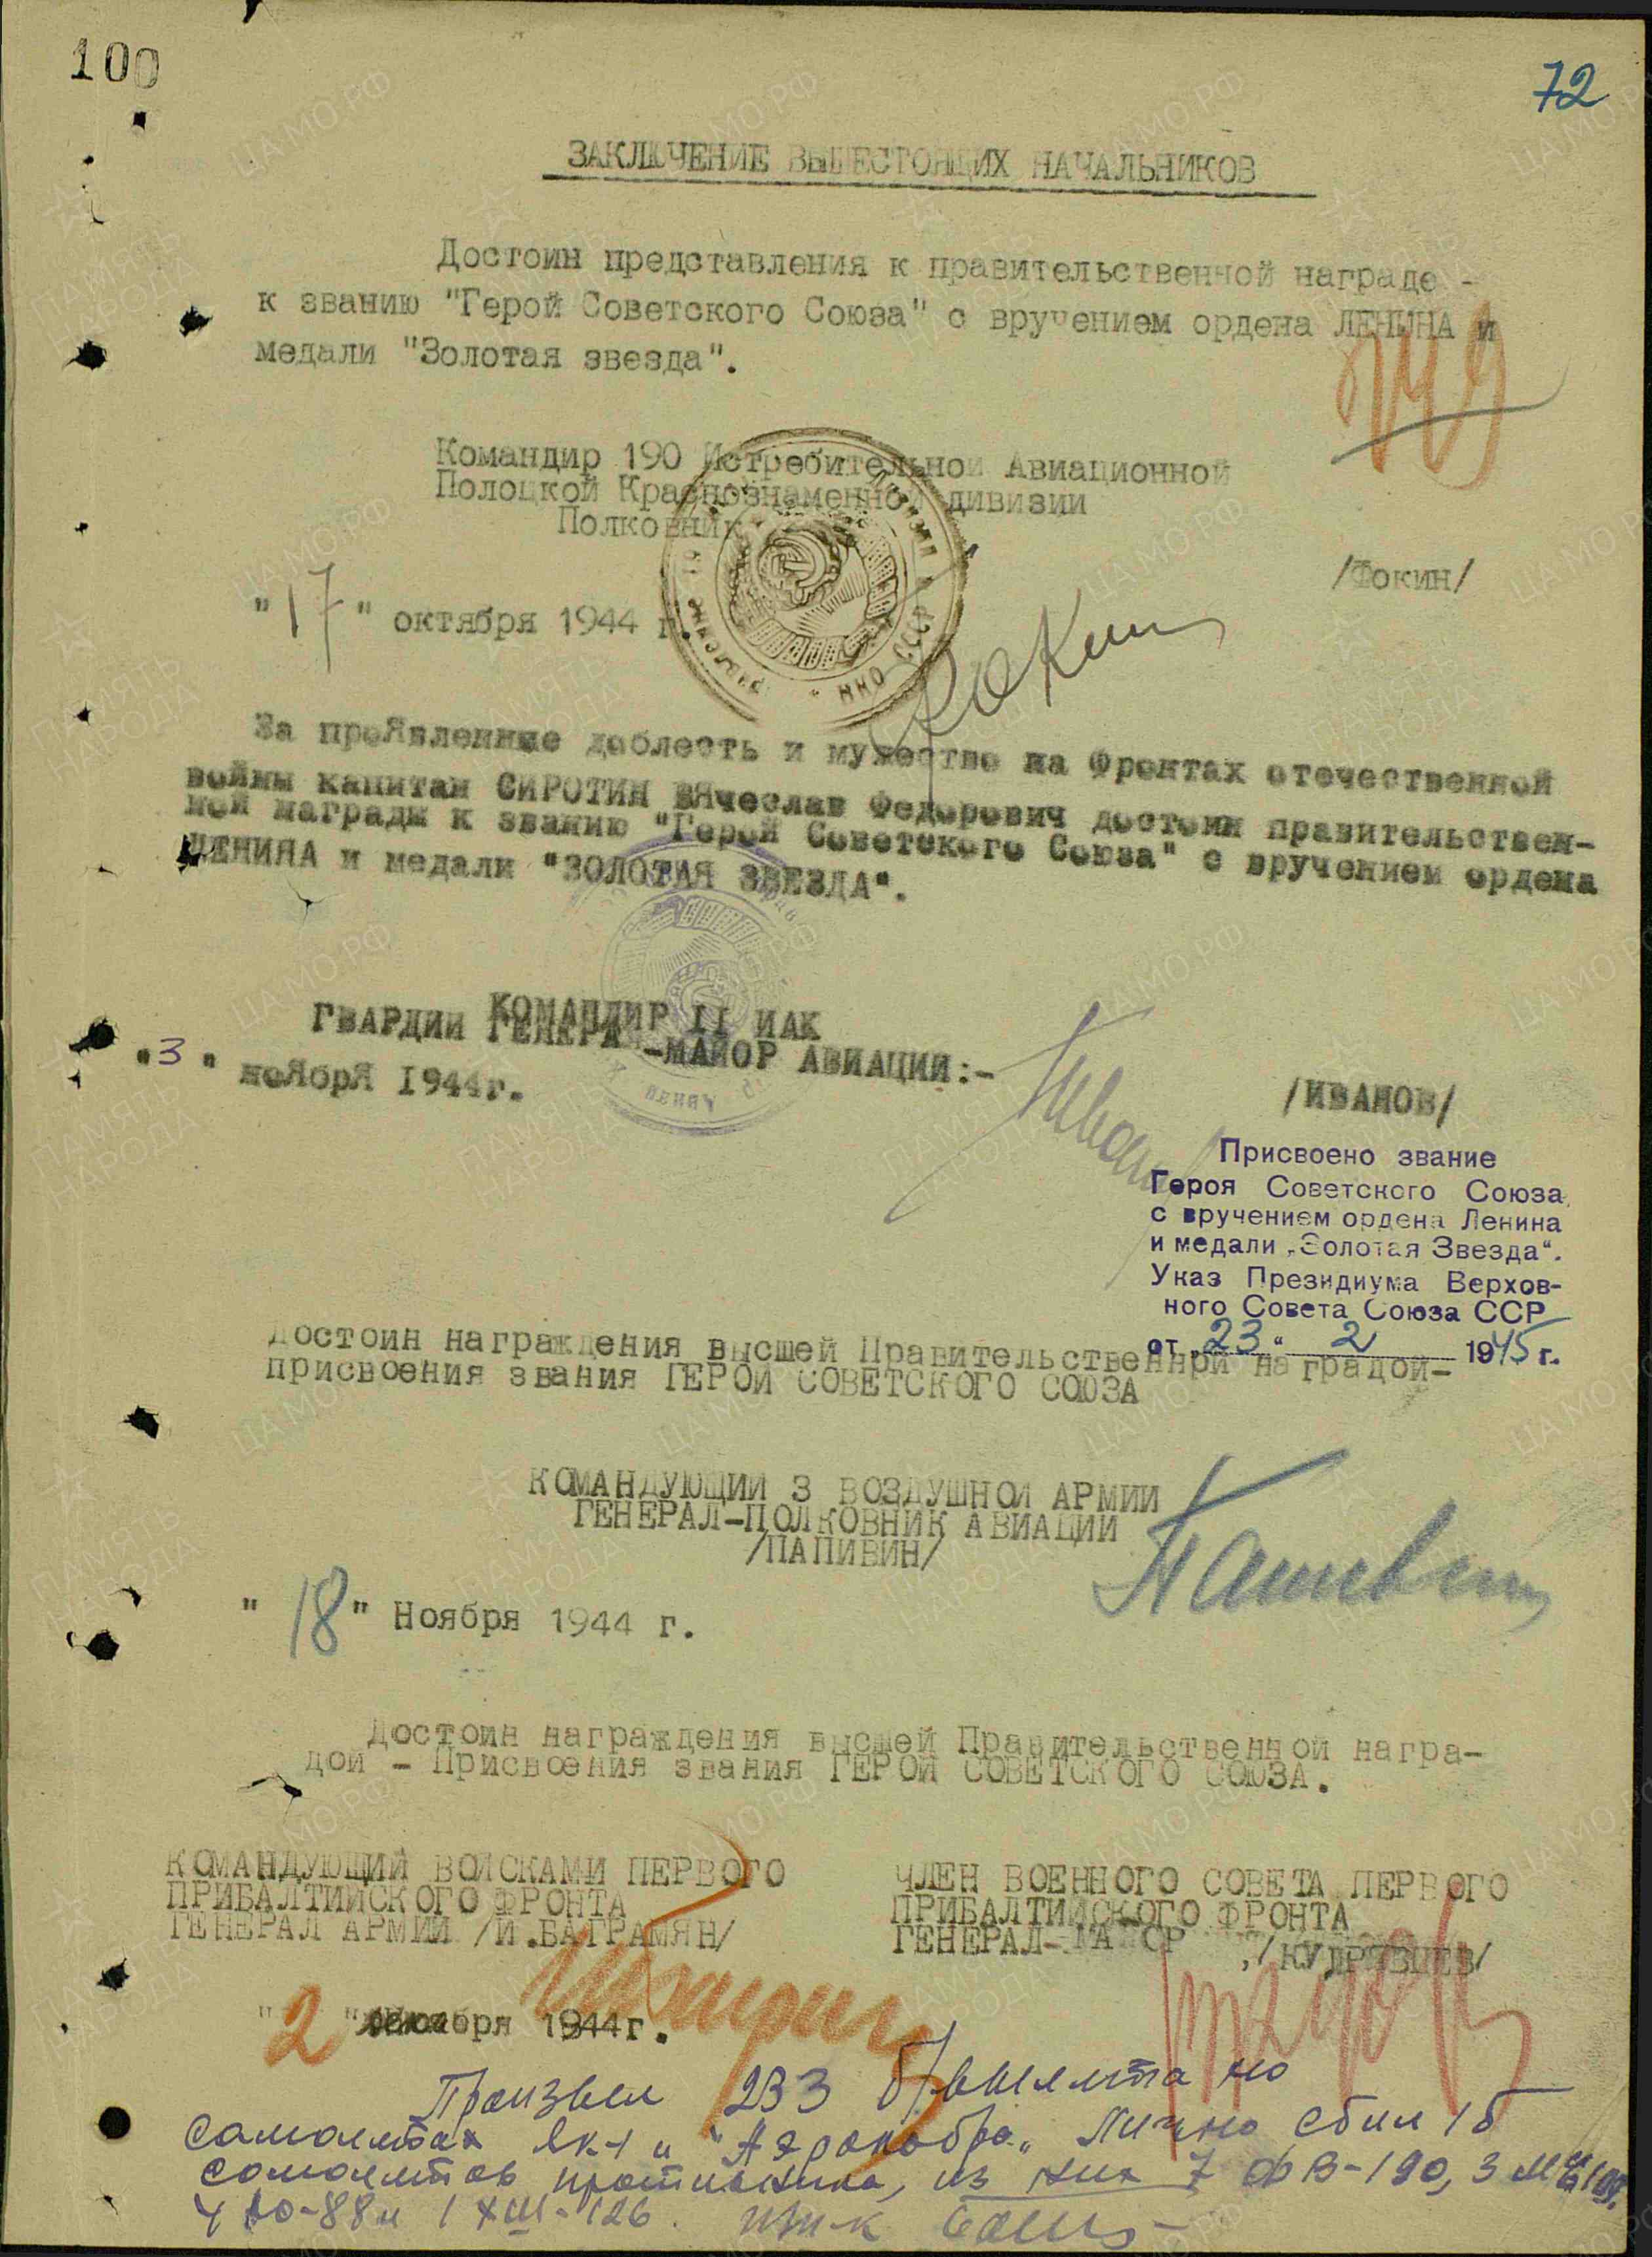 100
72
ЗАКЛЮЧЕНИЕ ВЫШЕСТОЯЩИХ НАЧАЛЬНИКОВ
Достоин представления к правительственной награде -
к званию "Герой Советского Союза" с вручением ордена ЛЕНИНА и
медали "Золотая звезда".
Командир 190 Истребительной Авиационной
Полоцкой Краснознаменной дивизии
Полковник
/Фокин/
"17" октября 1944 г.
НКО СССР
За проЯвленные доблесть и мужество на Фронтах отечественной
войны капитан СИРОТИН ВЯчеслав Федорович достоин правительствен-
ной награды к званию "Герой Советского Союза" с вручением ордена
ЛЕНИНА и медали "ЗОЛОТАЯ ЗВЕЗДА".
КОМАНДИР II ИАК
ГВАРДИИ ГЕНЕРАЛ-МАЙОР АВИАЦИИ:-
/ИВАНОВ/
"3" ноЯбрЯ 1944г.
Присвоено звание
Героя Советского Союза
с вручением ордена Ленина
и медали „Золотая Звезда“.
Указ Президиума Верхов-
ного Совета Союза ССР
от „23“ 2 1945 г.
Достоин награждения высшей Правительственной наградой-
присвоения звания ГЕРОЙ СОВЕТСКОГО СОЮЗА
КОМАНДУЮЩИЙ 3 ВОЗДУШНОЙ АРМИИ
ГЕНЕРАЛ-ПОЛКОВНИК АВИАЦИИ
/ПАПИВИН/
"18" Ноября 1944 г.
Достоин награждения высшей Правительственной награ-
дой - Присвоения звания ГЕРОЙ СОВЕТСКОГО СОЮЗА.
КОМАНДУЮЩИЙ ВОЙСКАМИ ПЕРВОГО
ПРИБАЛТИЙСКОГО ФРОНТА
ГЕНЕРАЛ АРМИИ /И.БАГРАМЯН/
ЧЛЕН ВОЕННОГО СОВЕТА ПЕРВОГО
ПРИБАЛТИЙСКОГО ФРОНТА
ГЕНЕРАЛ-МАЙОР /КУДРЯВЦЕВ/
"2" декабря 1944г.
Произвел 233 б/вылета на
самолетах Як-1 и "Аэрокобра„ Лично сбил 15
самолетов противника, из них 7 ФВ-190, 3 МЕ 109,
4 Ю-88 и 1 ХШ-126.